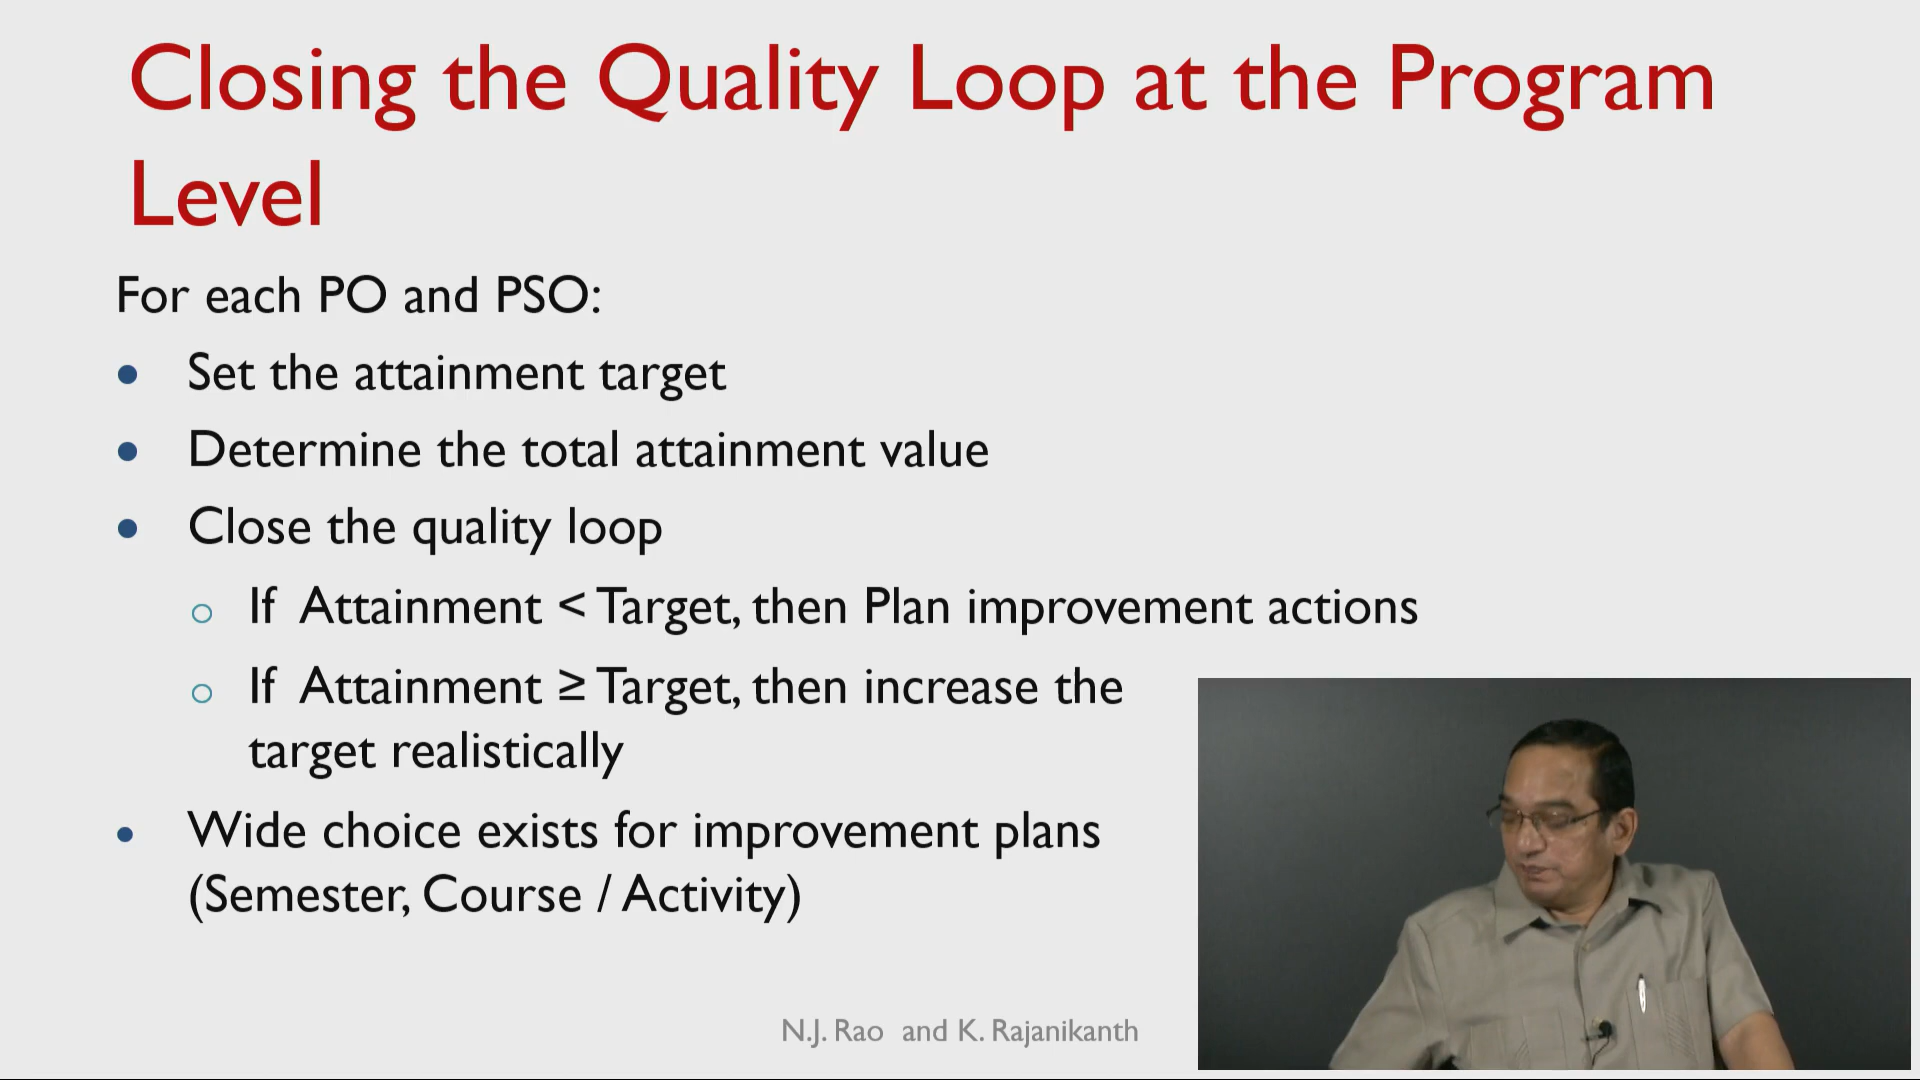 Closing the Quality Loop at the Program
Level
For each PO and PSO:
• Set the attainment target
• Determine the total attainment value
• Close the quality loop
o If Attainment < Target, then Plan improvement actions
o If Attainment ≥ Target, then increase the
target realistically
• Wide choice exists for improvement plans
(Semester, Course / Activity)
N.J. Rao and K. Rajanikanth